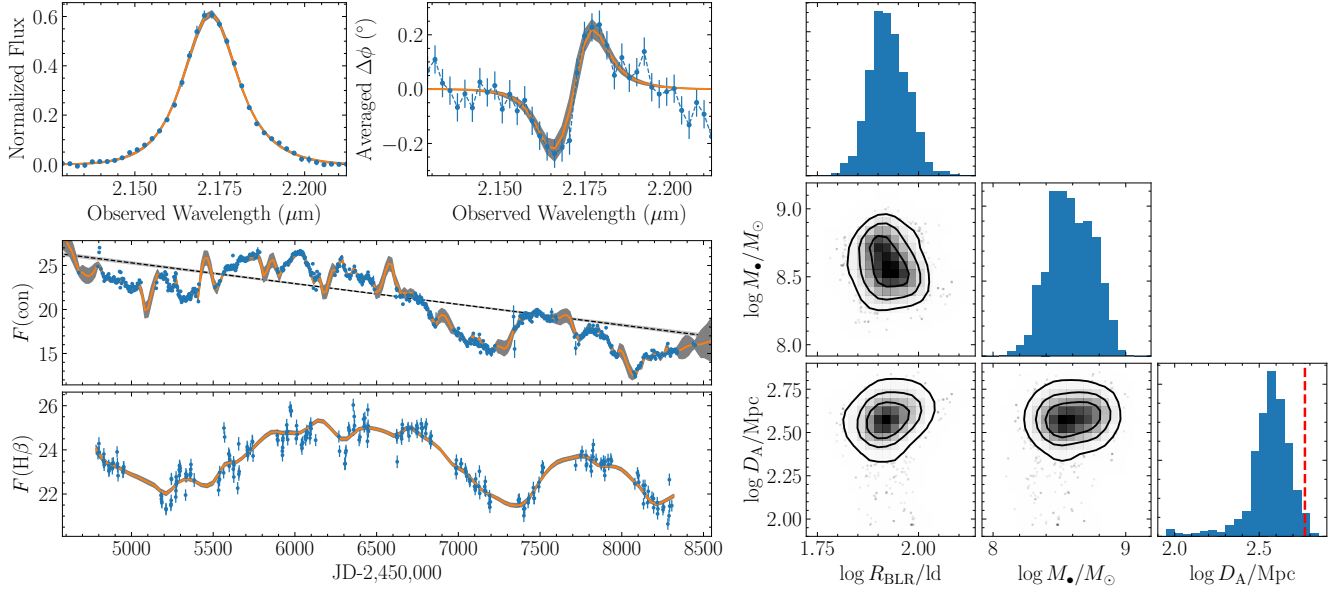 Normalized Flux
0.6
0.4
0.2
0.0
2.150 2.175 2.200
Observed Wavelength (μm)
Averaged Δϕ (°)
0.2
0.0
−0.2
2.150 2.175 2.200
Observed Wavelength (μm)
F(con)
25
20
15
F(Hβ)
26
24
22
5000 5500 6000 6500 7000 7500 8000 8500
JD-2,450,000
log M•/M⊙
9.0
8.5
8.0
log D_A/Mpc
2.75
2.50
2.25
2.00
1.75 2.00
log R_BLR/ld
8 9
log M•/M⊙
2.0 2.5
log D_A/Mpc